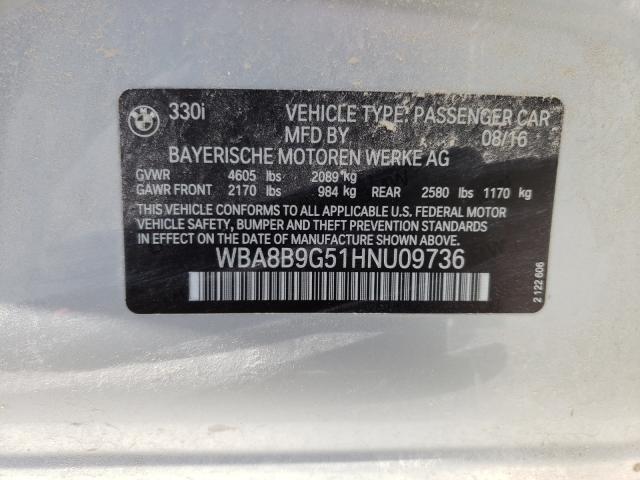 BMW
330i VEHICLE TYPE: PASSENGER CAR
MFD BY 08/16
BAYERISCHE MOTOREN WERKE AG
GVWR 4605 lbs 2089 kg
GAWR FRONT 2170 lbs 984 kg REAR 2580 lbs 1170 kg
THIS VEHICLE CONFORMS TO ALL APPLICABLE U.S. FEDERAL MOTOR
VEHICLE SAFETY, BUMPER AND THEFT PREVENTION STANDARDS
IN EFFECT ON THE DATE OF MANUFACTURE SHOWN ABOVE.
WBA8B9G51HNU09736
2 122 606